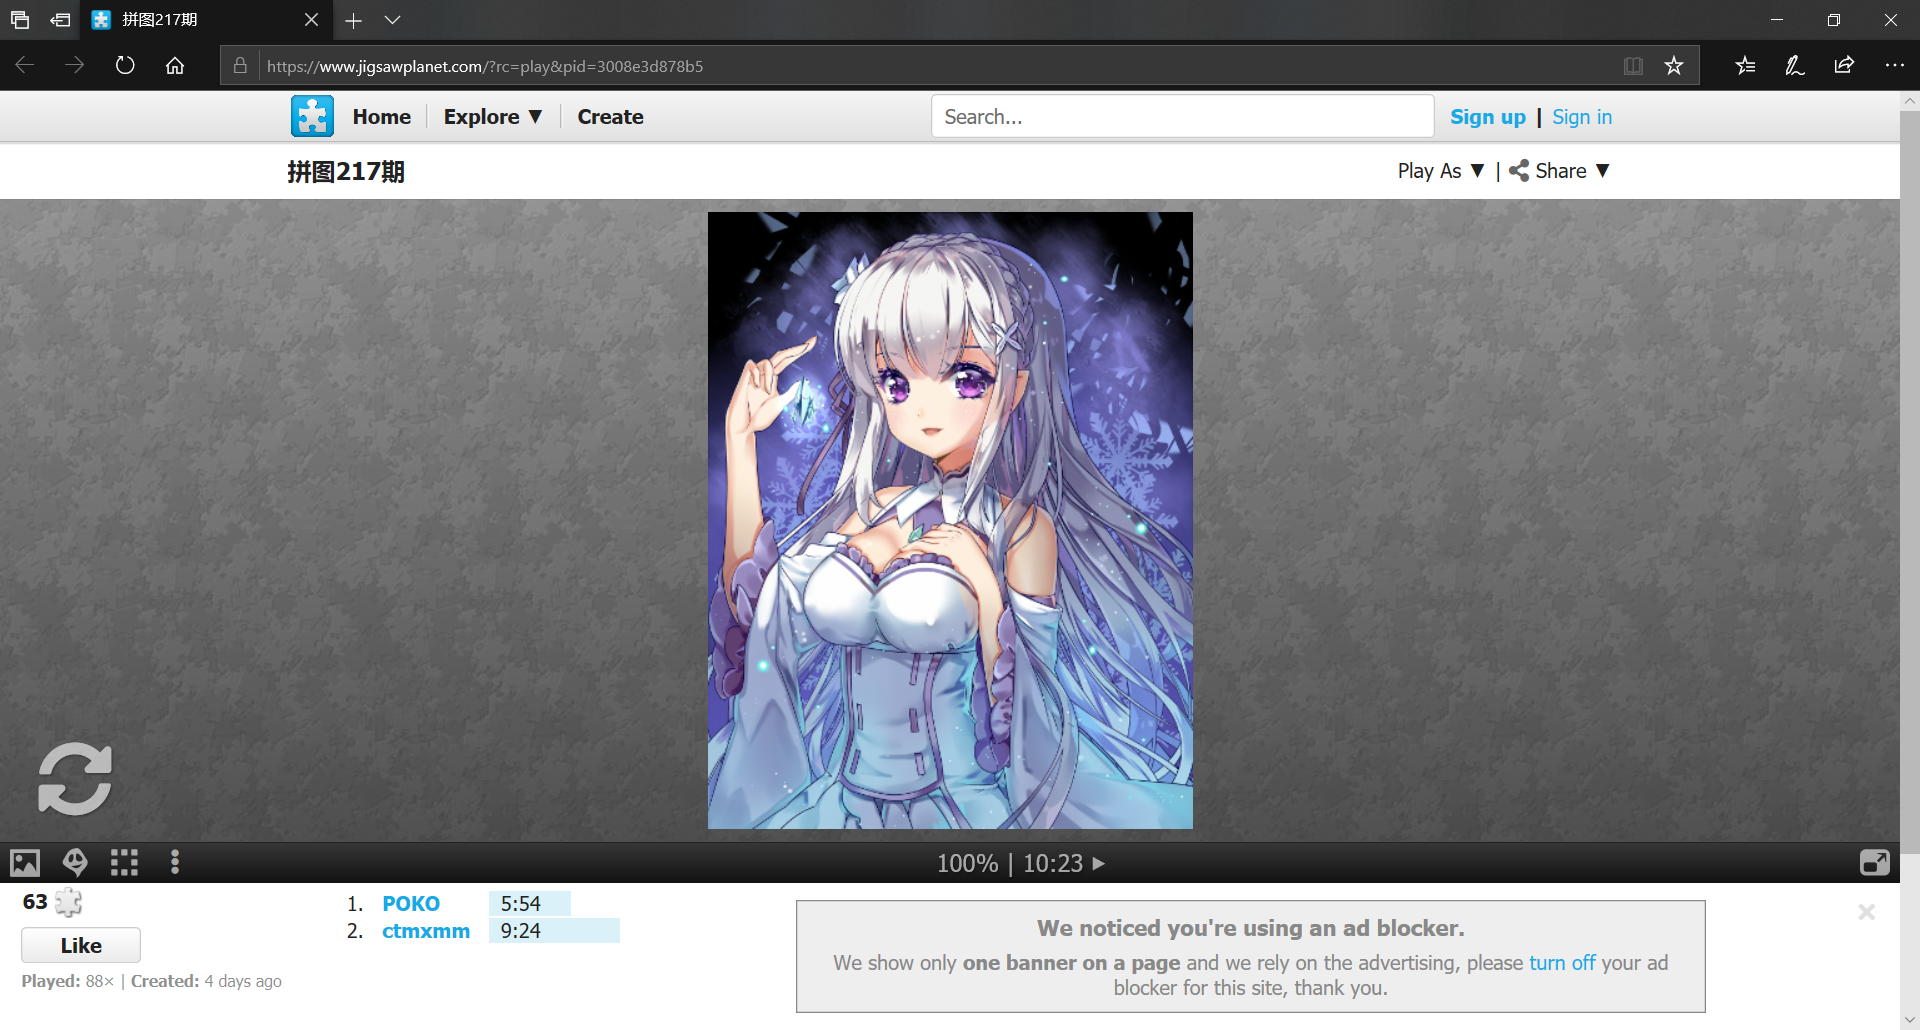 拼图217期
https://www.jigsawplanet.com/?rc=play&pid=3008e3d878b5
Home Explore ▼ Create Search... Sign up | Sign in
拼图217期 Play As ▼ | Share ▼
100% | 10:23
63
Like
Played: 88× | Created: 4 days ago
1. POKO 5:54
2. ctmxmm 9:24
We noticed you're using an ad blocker.
We show only one banner on a page and we rely on the advertising, please turn off your ad
blocker for this site, thank you.